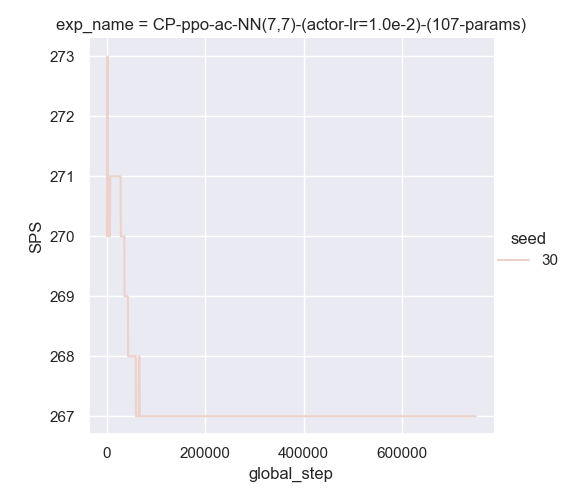 exp_name = CP-ppo-ac-NN(7,7)-(actor-lr=1.0e-2)-(107-params)
273
272
271
270
269
268
267
SPS
0 200000 400000 600000
global_step
seed
30